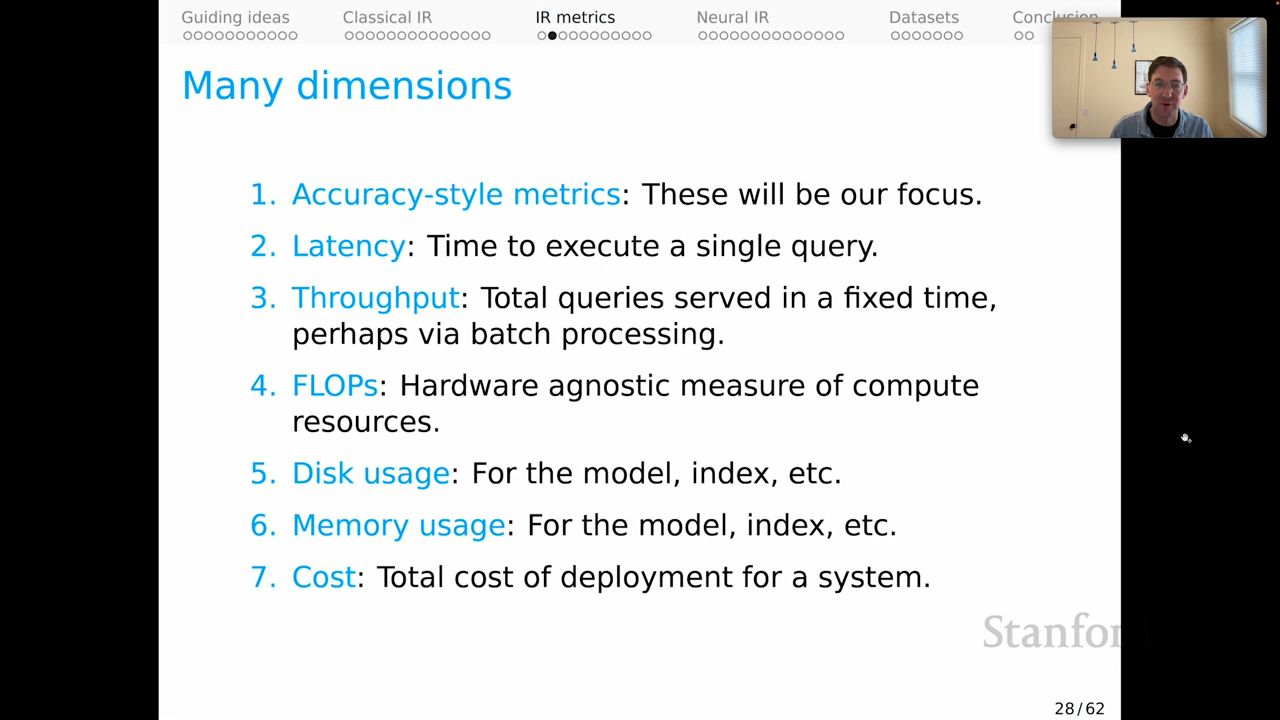 Guiding ideas
Classical IR
IR metrics
Neural IR
Datasets
Conclusion
Many dimensions
1. Accuracy-style metrics: These will be our focus.
2. Latency: Time to execute a single query.
3. Throughput: Total queries served in a fixed time,
perhaps via batch processing.
4. FLOPs: Hardware agnostic measure of compute
resources.
5. Disk usage: For the model, index, etc.
6. Memory usage: For the model, index, etc.
7. Cost: Total cost of deployment for a system.
Stanford
28/62